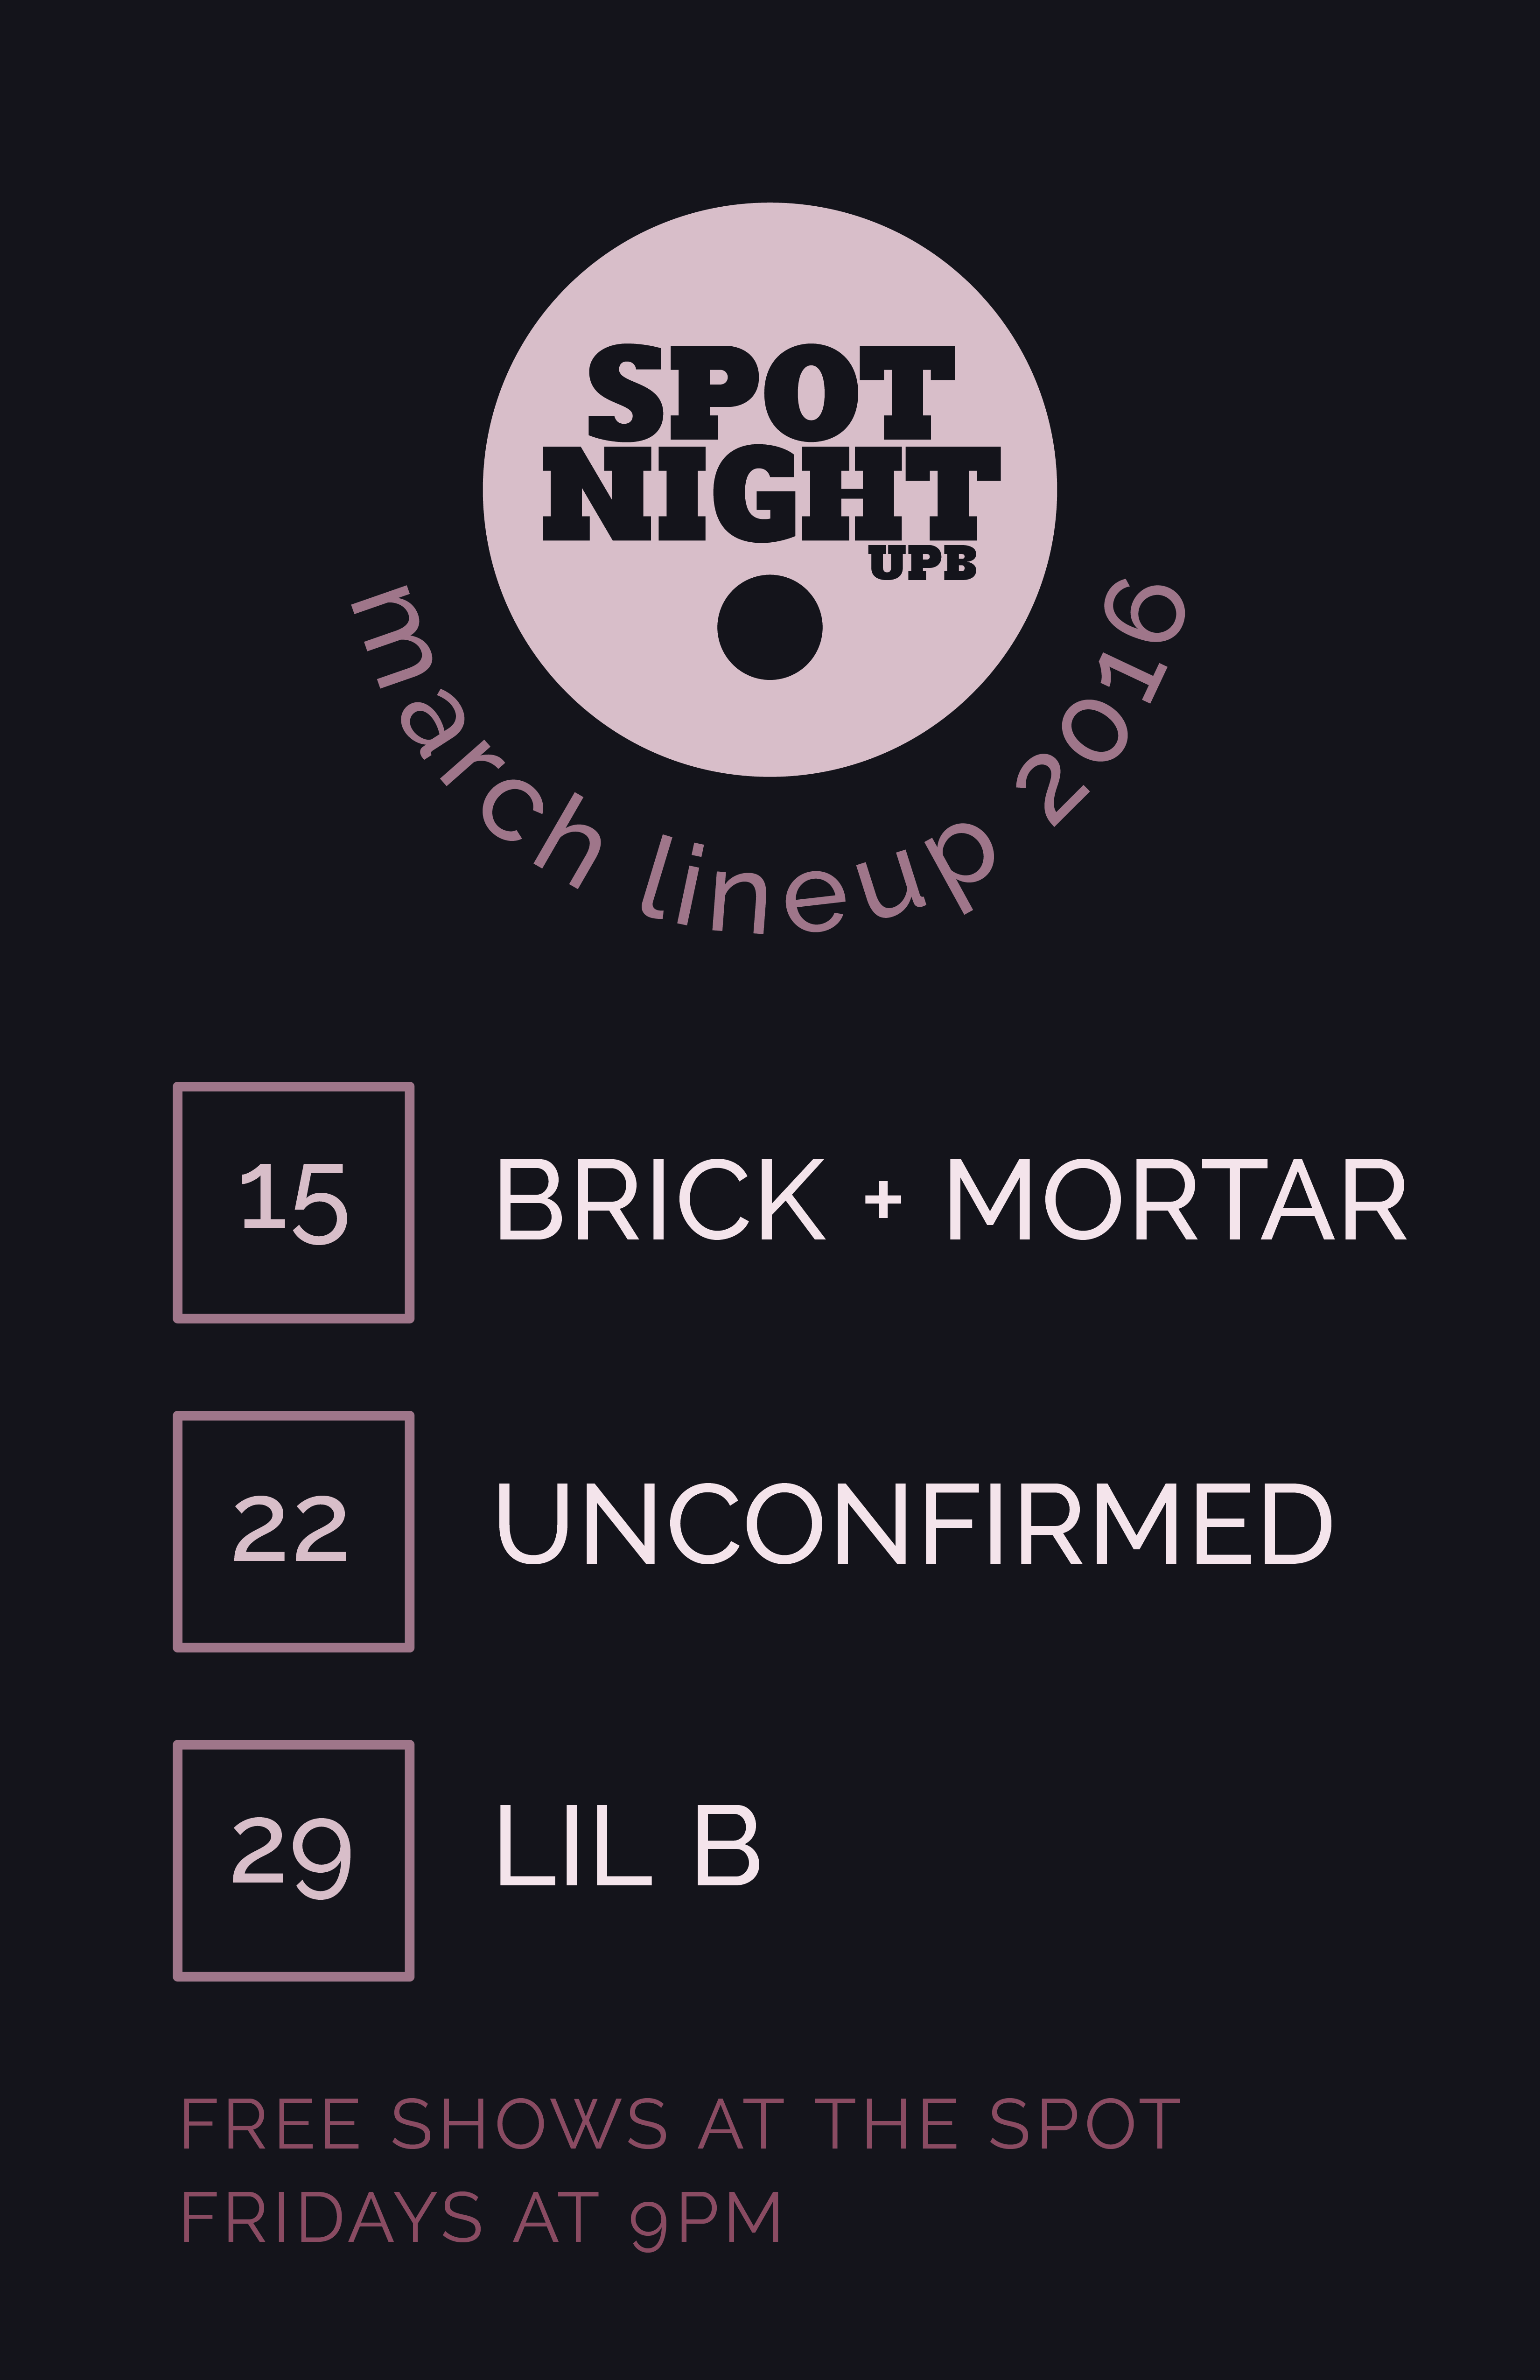 SPOT
NIGHT
UPB
march lineup 2016
15 BRICK + MORTAR
22 UNCONFIRMED
29 LIL B
FREE SHOWS AT THE SPOT
FRIDAYS AT 9PM